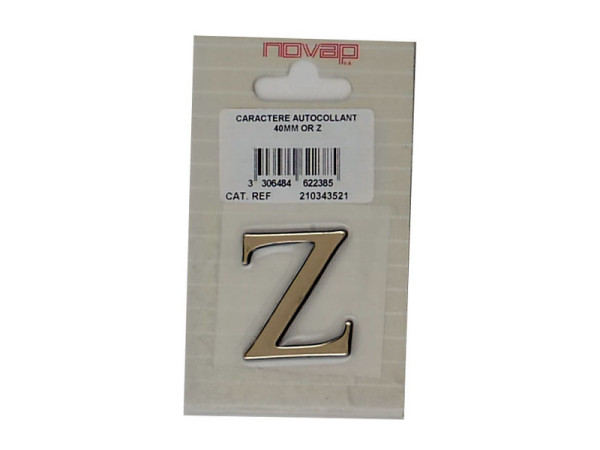 novap
CARACTERE AUTOCOLLANT
40MM OR Z
3 306484 622385
CAT. REF 210343521
Z